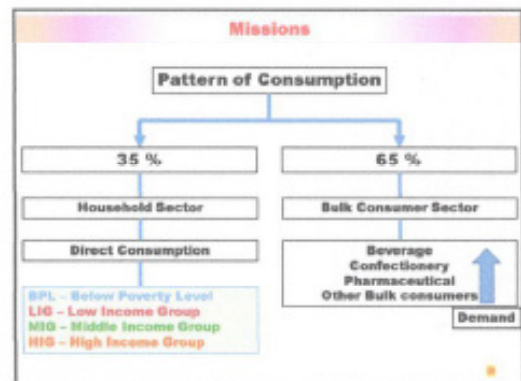 Missions
Pattern of Consumption
35 %
65 %
Household Sector
Bulk Consumer Sector
Direct Consumption
Beverage
Confectionery
Pharmaceutical
Other Bulk consumers
Demand
BPL – Below Poverty Level
LIG – Low Income Group
MIG – Middle Income Group
HIG – High Income Group